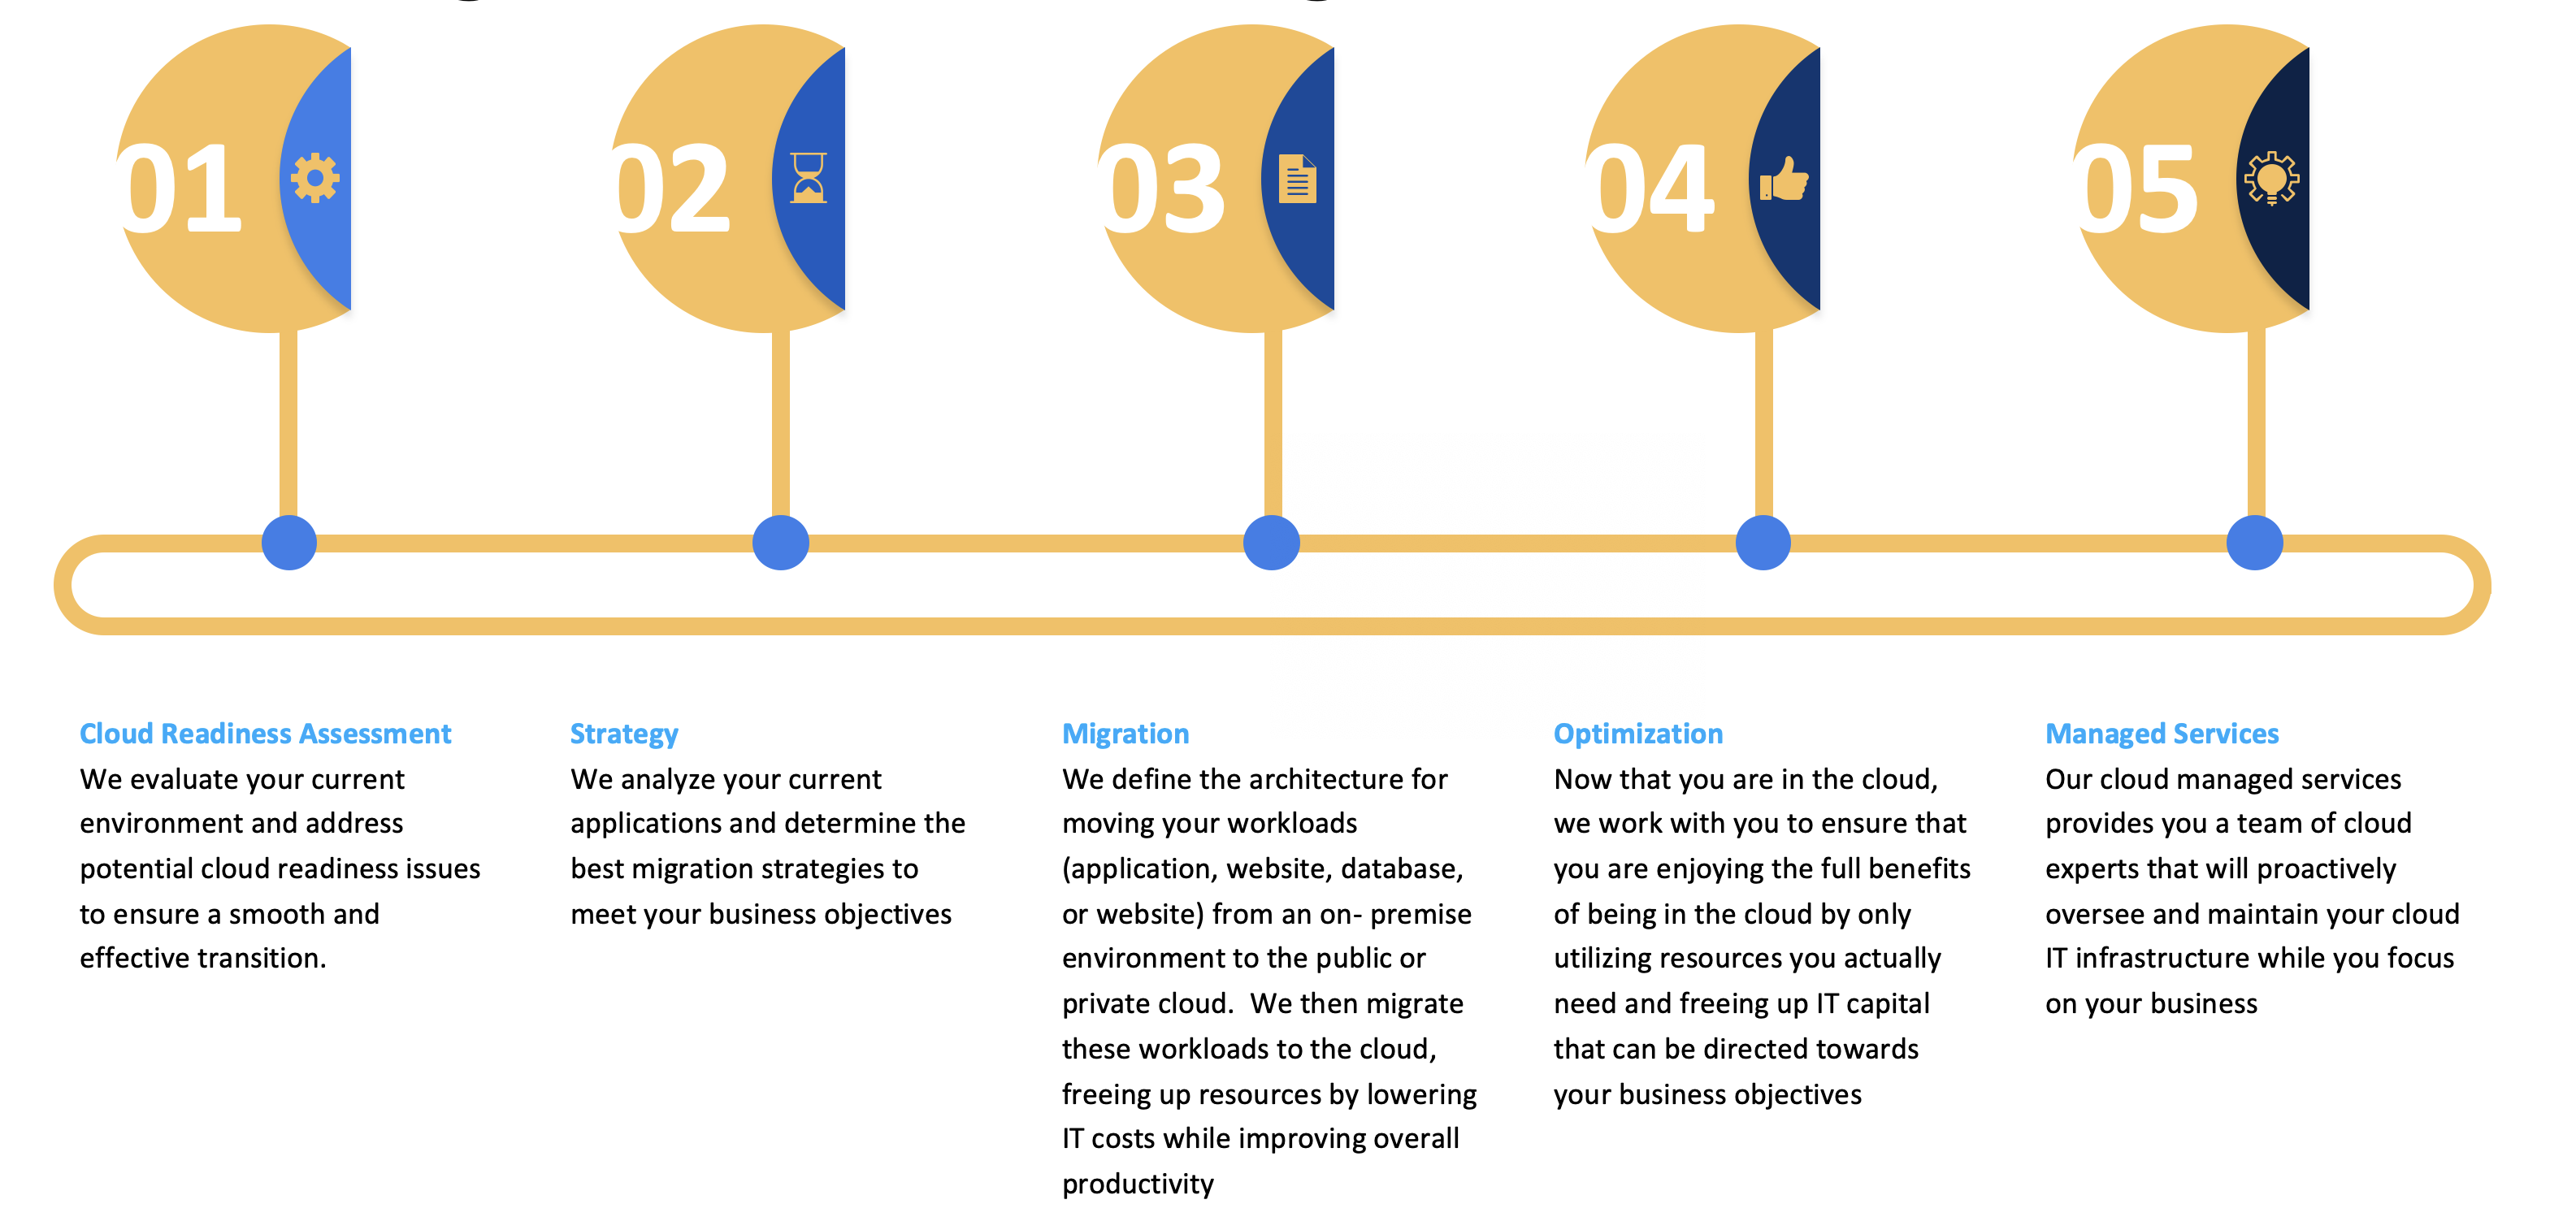 01
02
03
04
05
Cloud Readiness Assessment
We evaluate your current
environment and address
potential cloud readiness issues
to ensure a smooth and
effective transition.
Strategy
We analyze your current
applications and determine the
best migration strategies to
meet your business objectives
Migration
We define the architecture for
moving your workloads
(application, website, database,
or website) from an on- premise
environment to the public or
private cloud.  We then migrate
these workloads to the cloud,
freeing up resources by lowering
IT costs while improving overall
productivity
Optimization
Now that you are in the cloud,
we work with you to ensure that
you are enjoying the full benefits
of being in the cloud by only
utilizing resources you actually
need and freeing up IT capital
that can be directed towards
your business objectives
Managed Services
Our cloud managed services
provides you a team of cloud
experts that will proactively
oversee and maintain your cloud
IT infrastructure while you focus
on your business